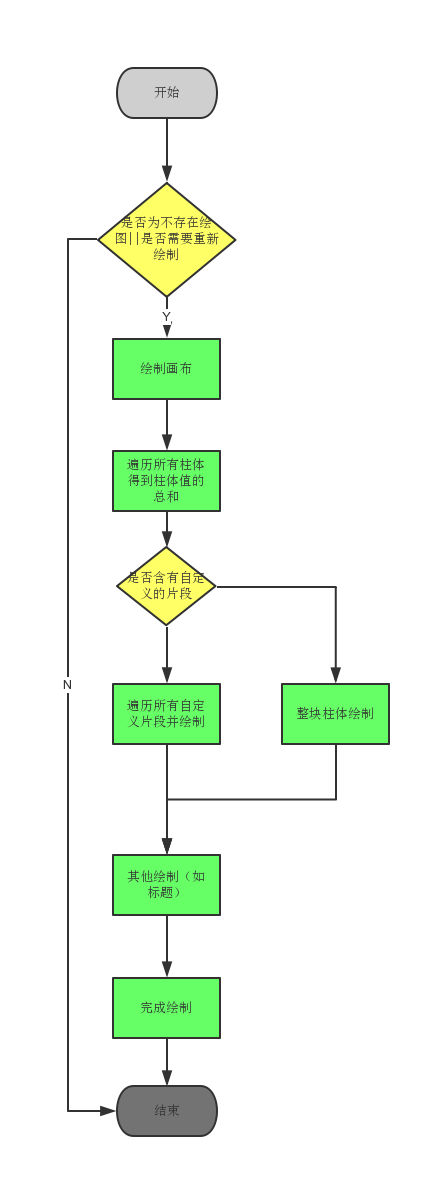 开始
是否为不存在绘
图||是否需要重新
绘制
Y
绘制画布
遍历所有柱体
得到柱体值的
总和
是否含有自定
义的片段
N
遍历所有自定
义片段并绘制
整块柱体绘制
其他绘制（如
标题）
完成绘制
结束